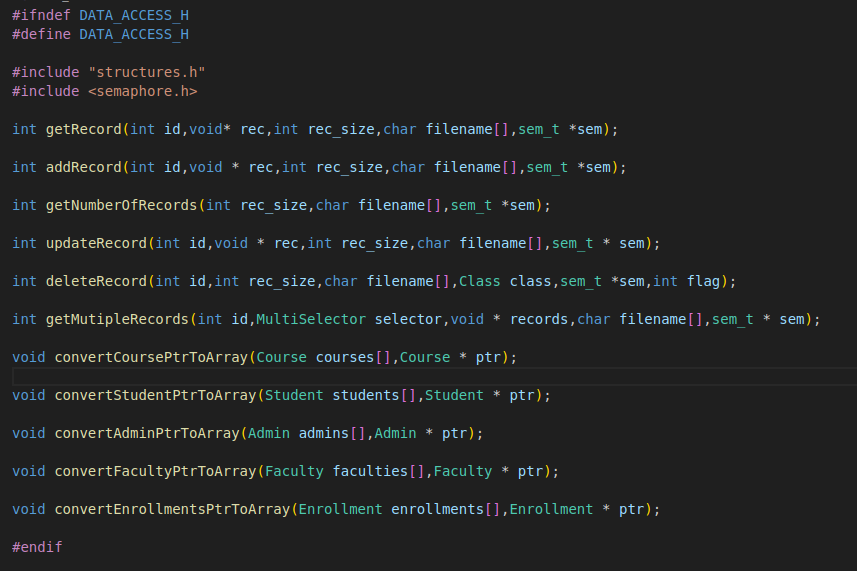 #ifndef DATA_ACCESS_H
#define DATA_ACCESS_H
#include "structures.h"
#include <semaphore.h>
int getRecord(int id,void* rec,int rec_size,char filename[],sem_t *sem);
int addRecord(int id,void * rec,int rec_size,char filename[],sem_t *sem);
int getNumberOfRecords(int rec_size,char filename[],sem_t *sem);
int updateRecord(int id,void * rec,int rec_size,char filename[],sem_t * sem);
int deleteRecord(int id,int rec_size,char filename[],Class class,sem_t *sem,int flag);
int getMutipleRecords(int id,MultiSelector selector,void * records,char filename[],sem_t * sem);
void convertCoursePtrToArray(Course courses[],Course * ptr);
void convertStudentPtrToArray(Student students[],Student * ptr);
void convertAdminPtrToArray(Admin admins[],Admin * ptr);
void convertFacultyPtrToArray(Faculty faculties[],Faculty * ptr);
void convertEnrollmentsPtrToArray(Enrollment enrollments[],Enrollment * ptr);
#endif